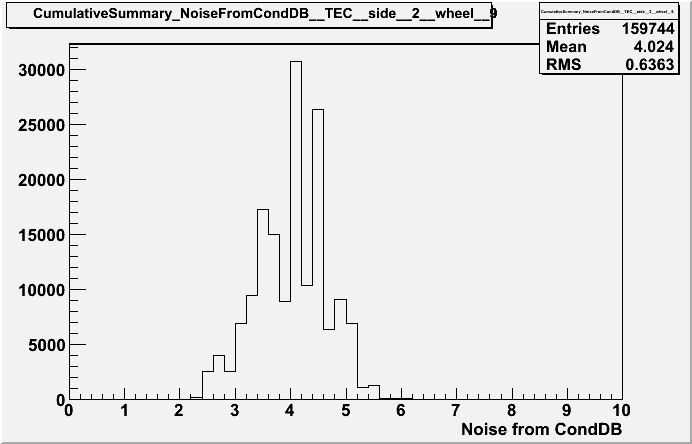 CumulativeSummary_NoiseFromCondDB__TEC__side__2__wheel__9
CumulativeSummary_NoiseFromCondDB__TEC__side__2__wheel__9
Entries 159744
Mean 4.024
RMS 0.6363
30000
25000
20000
15000
10000
5000
0
0 1 2 3 4 5 6 7 8 9 10
Noise from CondDB